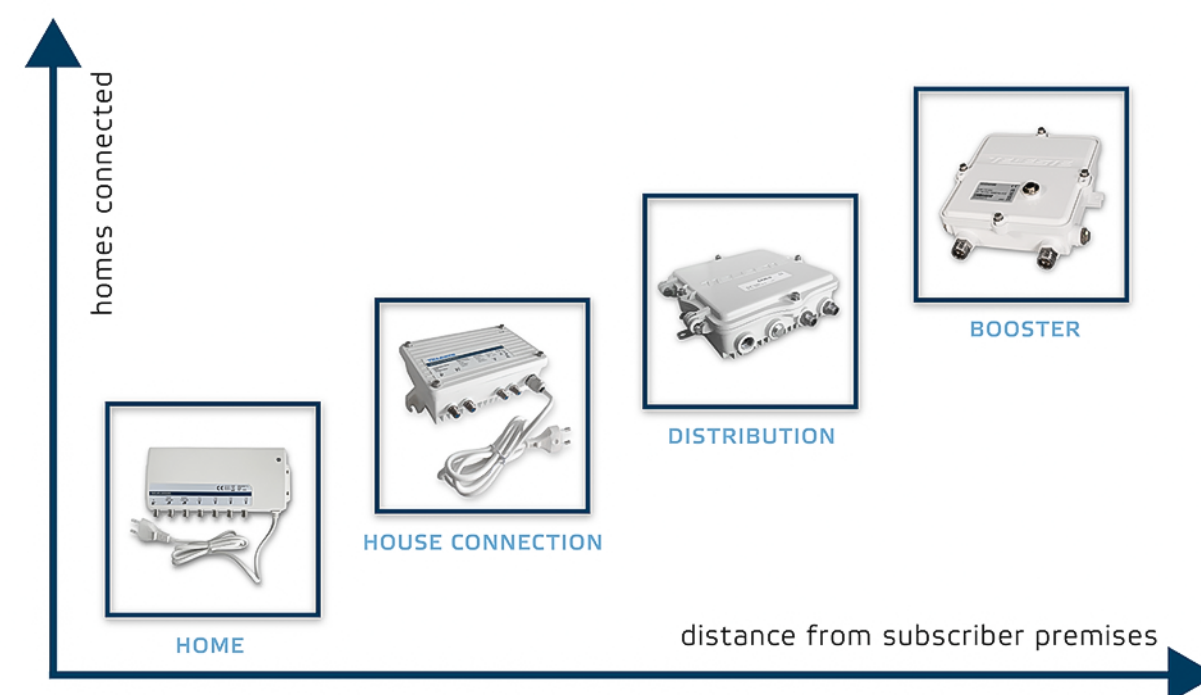 homes connected
BOOSTER
DISTRIBUTION
HOUSE CONNECTION
HOME
distance from subscriber premises